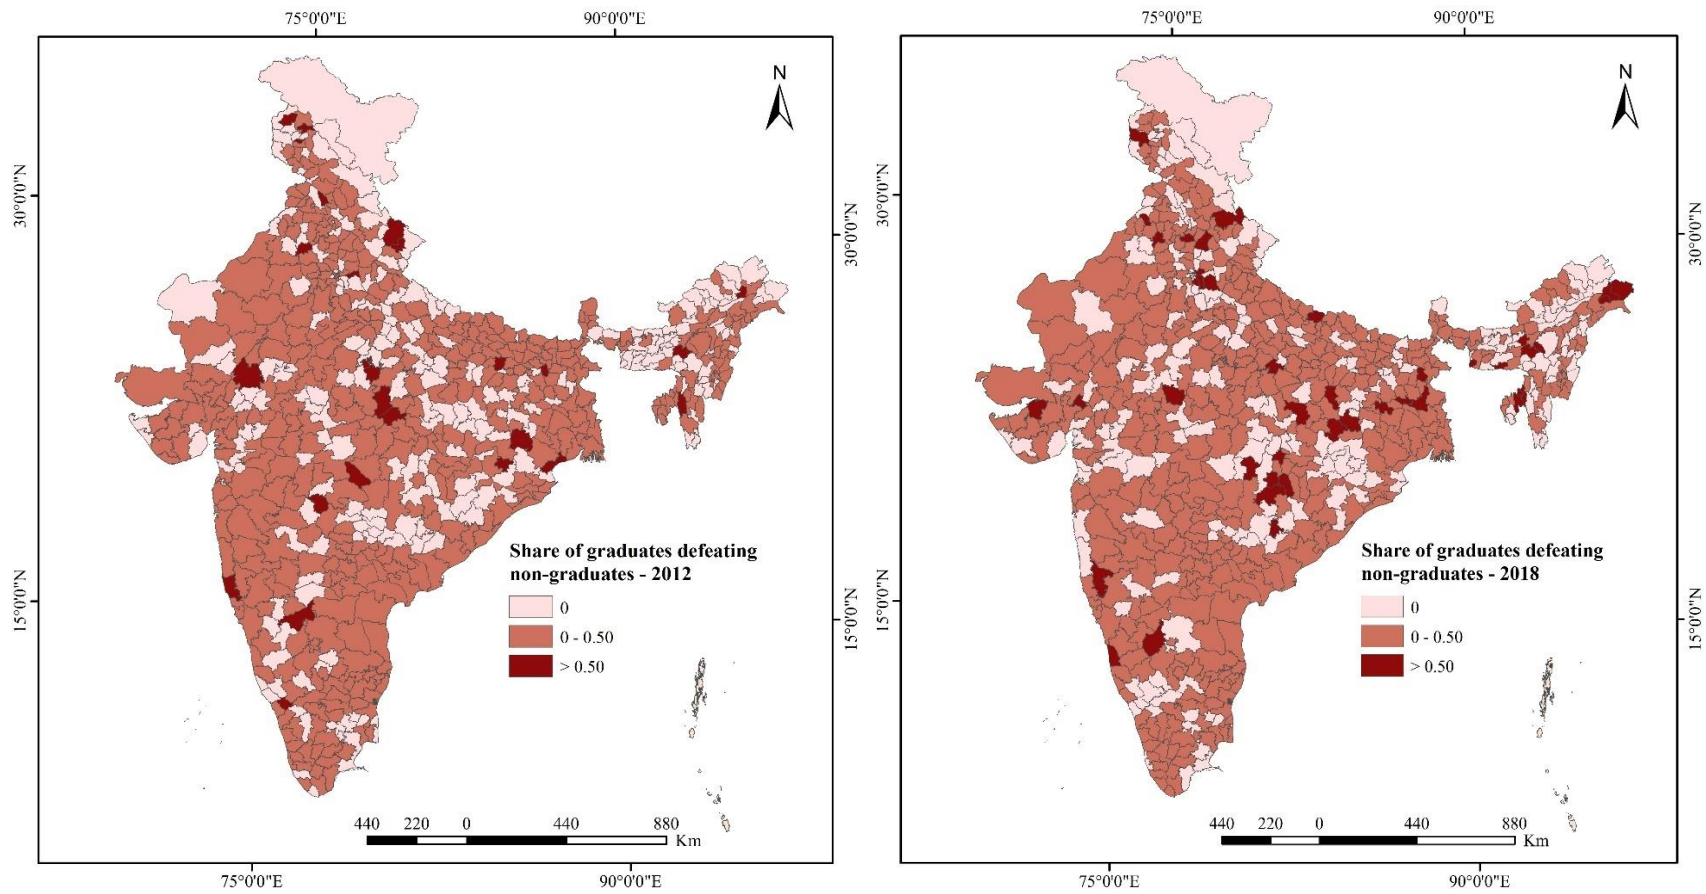 75°0'0"E
90°0'0"E
75°0'0"E
90°0'0"E
N
N
30°0'0"N
30°0'0"N
30°0'0"N
30°0'0"N
Share of graduates defeating
non-graduates - 2012
0
0 - 0.50
> 0.50
Share of graduates defeating
non-graduates - 2018
0
0 - 0.50
> 0.50
15°0'0"N
15°0'0"N
15°0'0"N
15°0'0"N
440 220 0 440 880
Km
440 220 0 440 880
Km
75°0'0"E
90°0'0"E
75°0'0"E
90°0'0"E